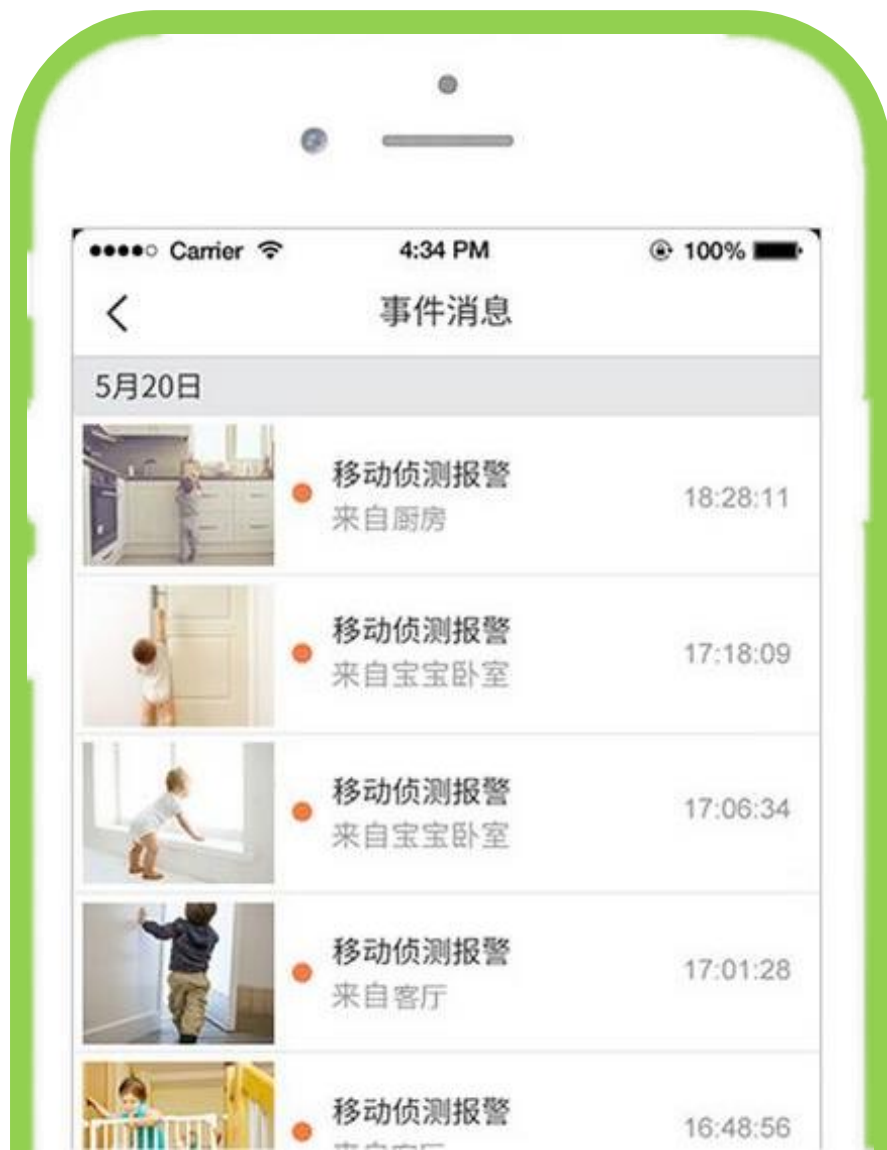 Carrier 4:34 PM 100%
事件消息
5月20日
移动侦测报警
来自厨房
18:28:11
移动侦测报警
来自宝宝卧室
17:18:09
移动侦测报警
来自宝宝卧室
17:06:34
移动侦测报警
来自客厅
17:01:28
移动侦测报警
16:48:56